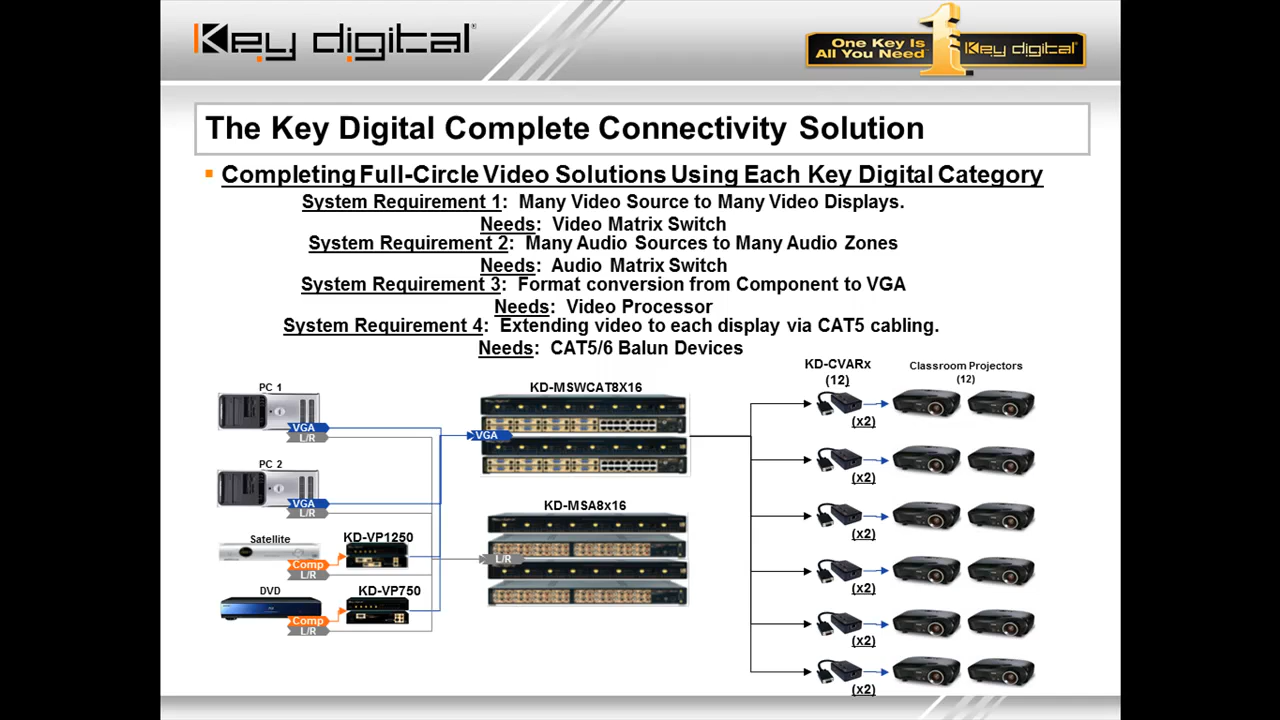 Key digital
One Key Is
All You Need
1
Key digital
The Key Digital Complete Connectivity Solution
Completing Full-Circle Video Solutions Using Each Key Digital Category
System Requirement 1: Many Video Source to Many Video Displays.
Needs: Video Matrix Switch
System Requirement 2: Many Audio Sources to Many Audio Zones
Needs: Audio Matrix Switch
System Requirement 3: Format conversion from Component to VGA
Needs: Video Processor
System Requirement 4: Extending video to each display via CAT5 cabling.
Needs: CAT5/6 Balun Devices
KD-CVARx
(12)
Classroom Projectors
(12)
PC 1
VGA
L/R
PC 2
VGA
L/R
Satellite
Comp
L/R
KD-VP1250
DVD
Comp
L/R
KD-VP750
KD-MSWCAT8X16
VGA
KD-MSA8x16
L/R
(x2)
(x2)
(x2)
(x2)
(x2)
(x2)